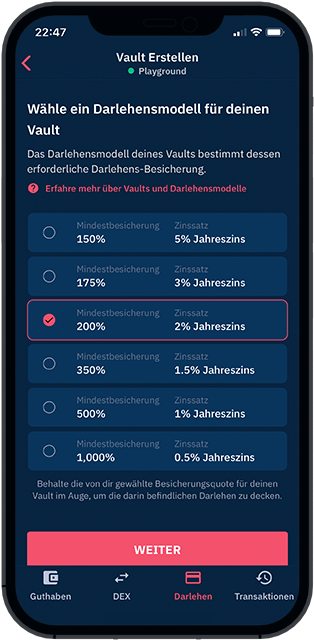 22:47
Vault Erstellen
Playground
Wähle ein Darlehensmodell für deinen
Vault
Das Darlehensmodell deines Vaults bestimmt dessen
erforderliche Darlehens-Besicherung.
? Erfahre mehr über Vaults und Darlehensmodelle
Mindestbesicherung Zinssatz
150% 5% Jahreszins
Mindestbesicherung Zinssatz
175% 3% Jahreszins
Mindestbesicherung Zinssatz
200% 2% Jahreszins
Mindestbesicherung Zinssatz
350% 1.5% Jahreszins
Mindestbesicherung Zinssatz
500% 1% Jahreszins
Mindestbesicherung Zinssatz
1,000% 0.5% Jahreszins
Behalte die von dir gewählte Besicherungsquote für deinen
Vault im Auge, um die darin befindlichen Darlehen zu decken.
WEITER
Guthaben DEX Darlehen Transaktionen